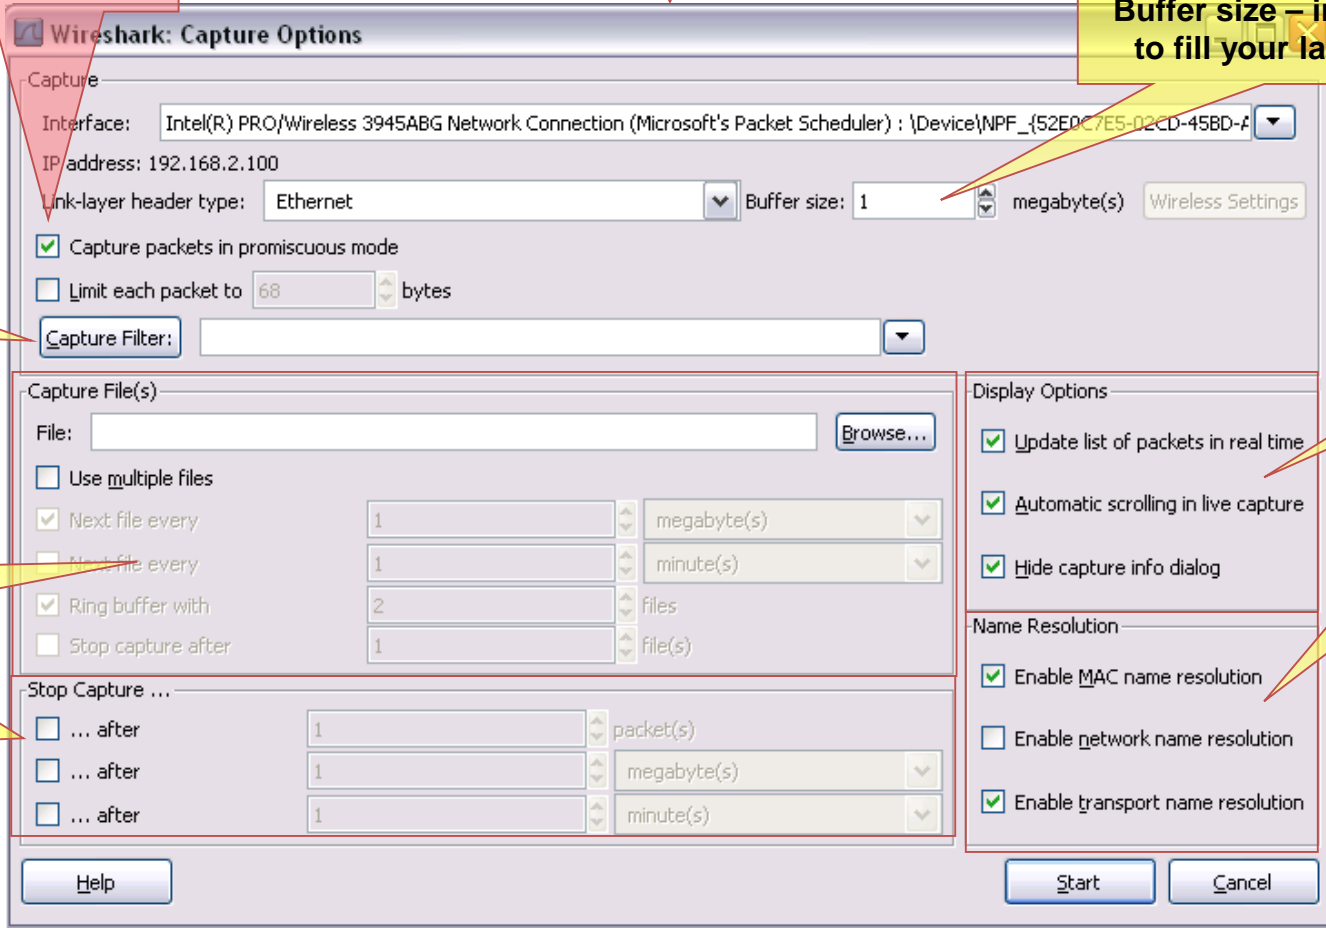 Buffer size – in
to fill your la
Wireshark: Capture Options
Capture
Interface: Intel(R) PRO/Wireless 3945ABG Network Connection (Microsoft's Packet Scheduler) : \Device\NPF_{52E0C7E5-02CD-45BD-A
IP address: 192.168.2.100
Link-layer header type: Ethernet Buffer size: 1 megabyte(s) Wireless Settings
Capture packets in promiscuous mode
Limit each packet to 68 bytes
Capture Filter:
Capture File(s)
File: Browse...
Use multiple files
Next file every 1 megabyte(s)
Next file every 1 minute(s)
Ring buffer with 2 files
Stop capture after 1 file(s)
Stop Capture ...
... after 1 packet(s)
... after 1 megabyte(s)
... after 1 minute(s)
Display Options
Update list of packets in real time
Automatic scrolling in live capture
Hide capture info dialog
Name Resolution
Enable MAC name resolution
Enable network name resolution
Enable transport name resolution
Help Start Cancel